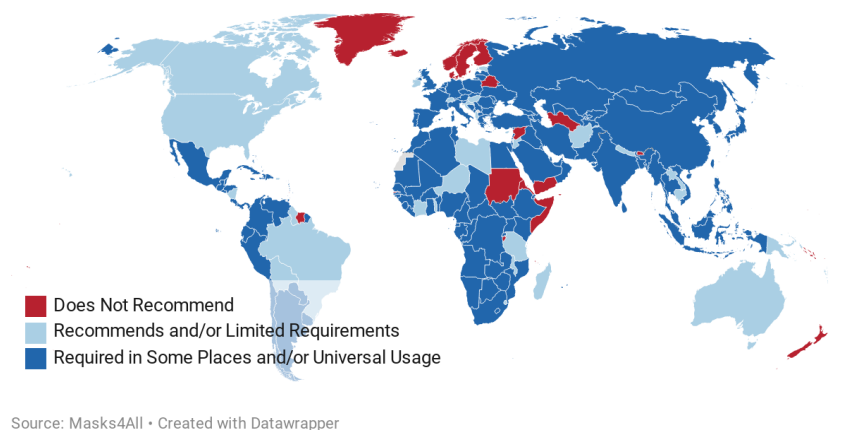 Does Not Recommend
Recommends and/or Limited Requirements
Required in Some Places and/or Universal Usage
Source: Masks4All • Created with Datawrapper